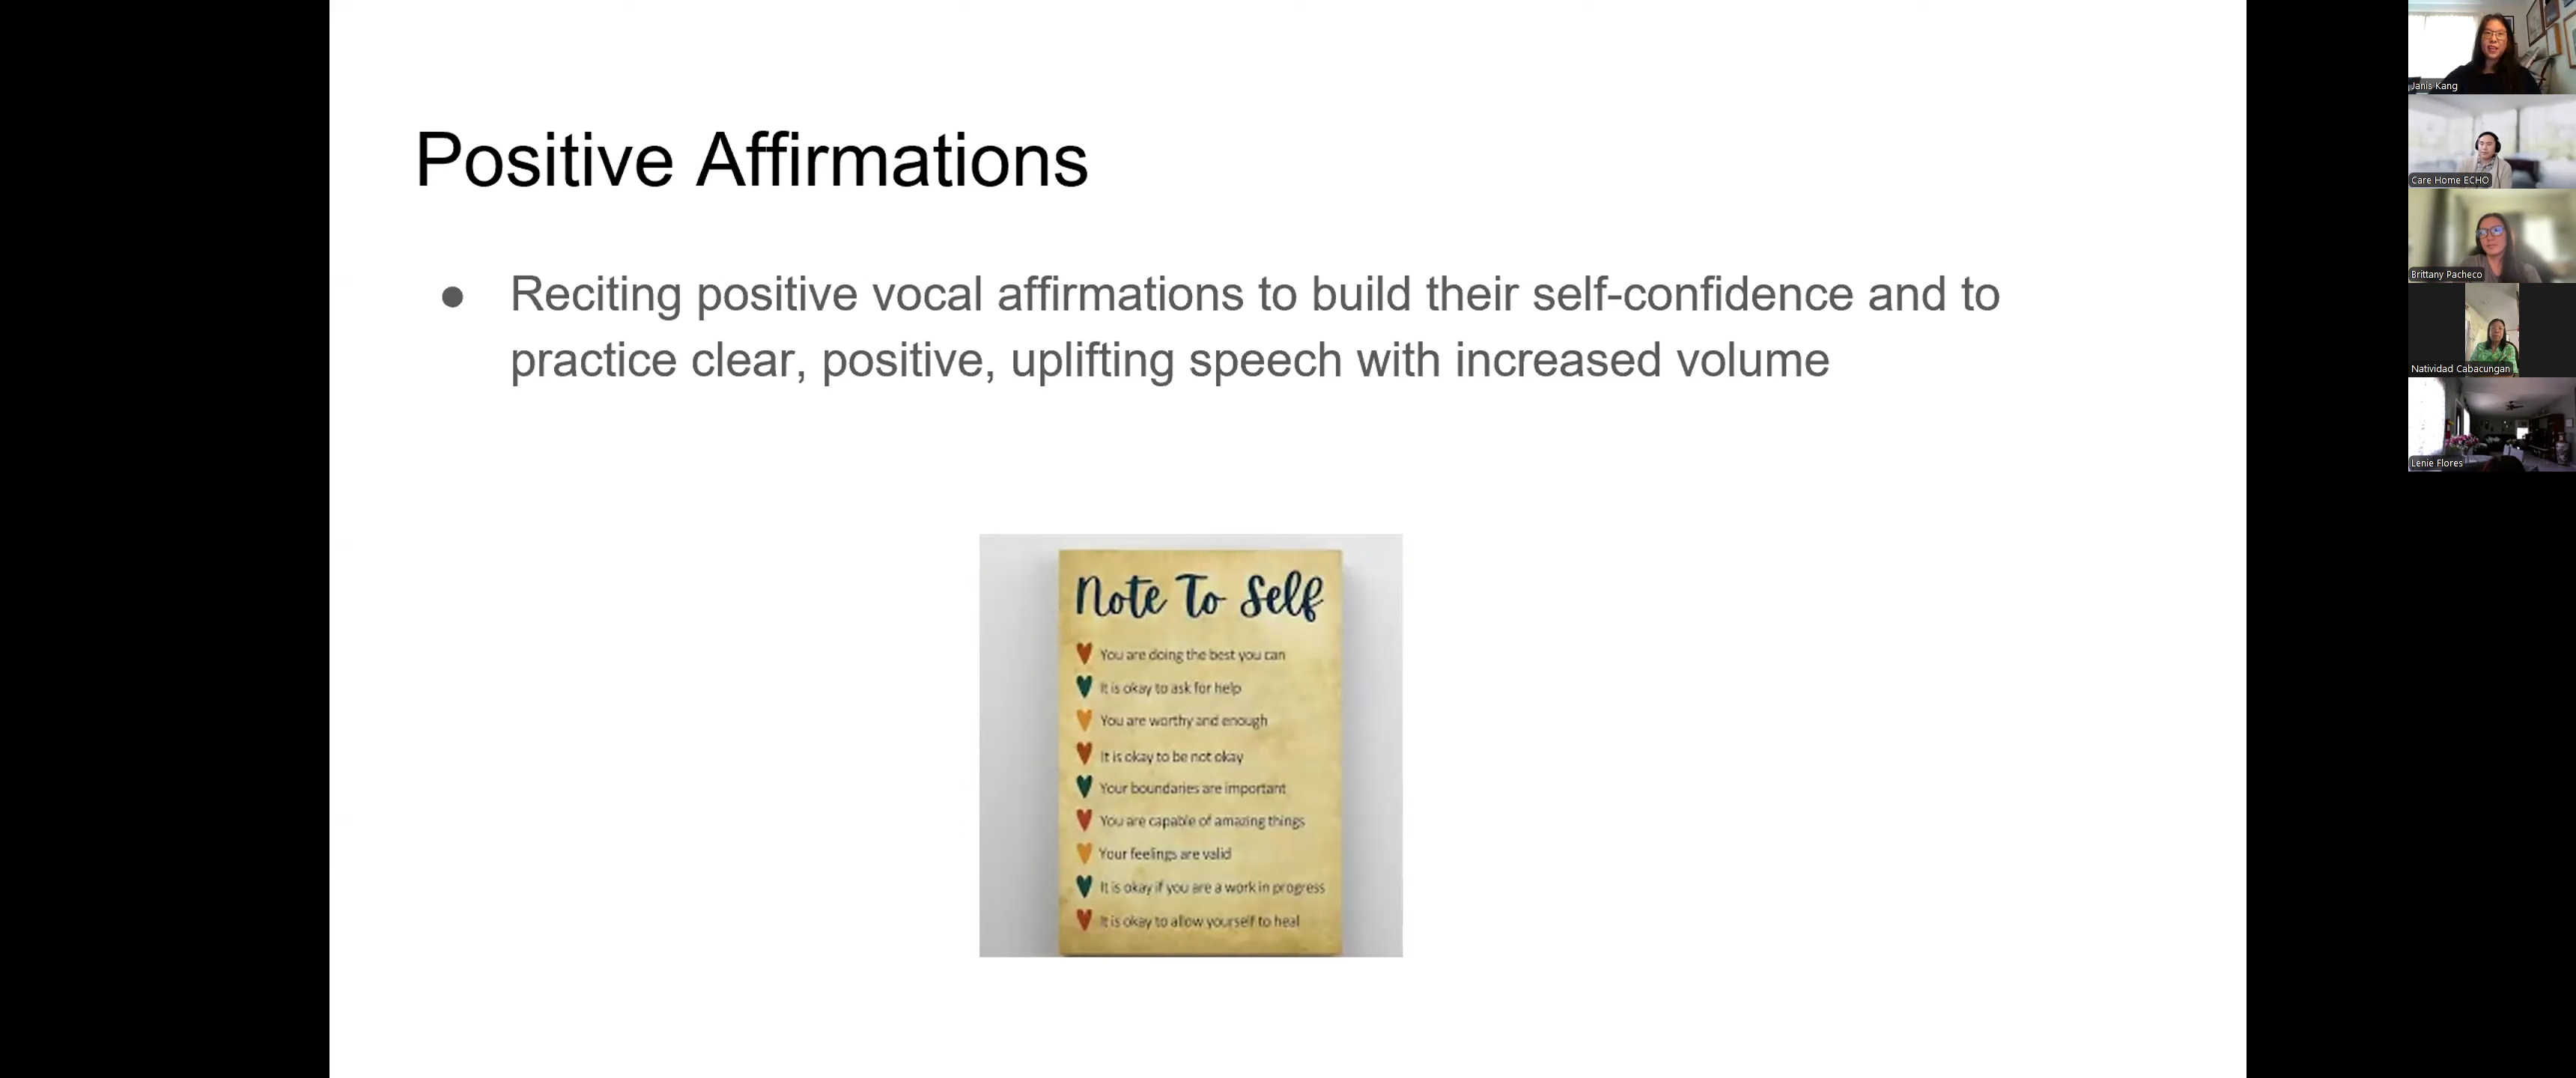 Positive Affirmations
● Reciting positive vocal affirmations to build their self-confidence and to
practice clear, positive, uplifting speech with increased volume
Note To Self
You are doing the best you can
It is okay to ask for help
You are worthy and enough
It is okay to be not okay
Your boundaries are important
You are capable of amazing things
Your feelings are valid
It is okay if you are a work in progress
It is okay to allow yourself to heal
Janis Kang
Care Home ECHO
Brittany Pacheco
Natividad Cabacungan
Lenie Flores